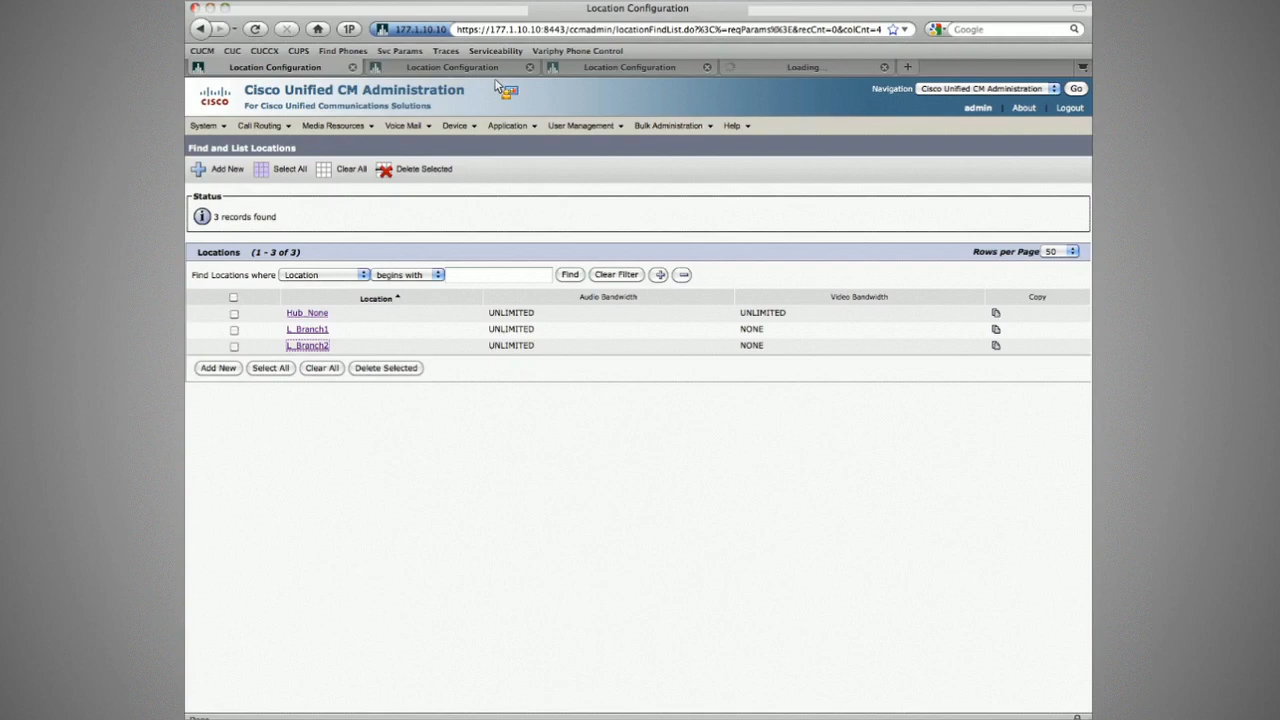 Location Configuration
1P 177.1.10.10 https://177.1.10.10:8443/ccmadmin/locationFindList.do?%3C%=reqParams%%3E&recCnt=0&colCnt=4 Google
CUCM CUC CUCCX CUPS Find Phones Svc Params Traces Serviceability Variphy Phone Control
Location Configuration Location Configuration Location Configuration Loading...
CISCO Cisco Unified CM Administration
For Cisco Unified Communications Solutions
Navigation Cisco Unified CM Administration Go
admin About Logout
System Call Routing Media Resources Voice Mail Device Application User Management Bulk Administration Help
Find and List Locations
Add New Select All Clear All Delete Selected
Status
3 records found
Locations (1 - 3 of 3) Rows per Page 50
Find Locations where Location begins with Find Clear Filter
Location Audio Bandwidth Video Bandwidth Copy
Hub_None UNLIMITED UNLIMITED
L_Branch1 UNLIMITED NONE
L_Branch2 UNLIMITED NONE
Add New Select All Clear All Delete Selected